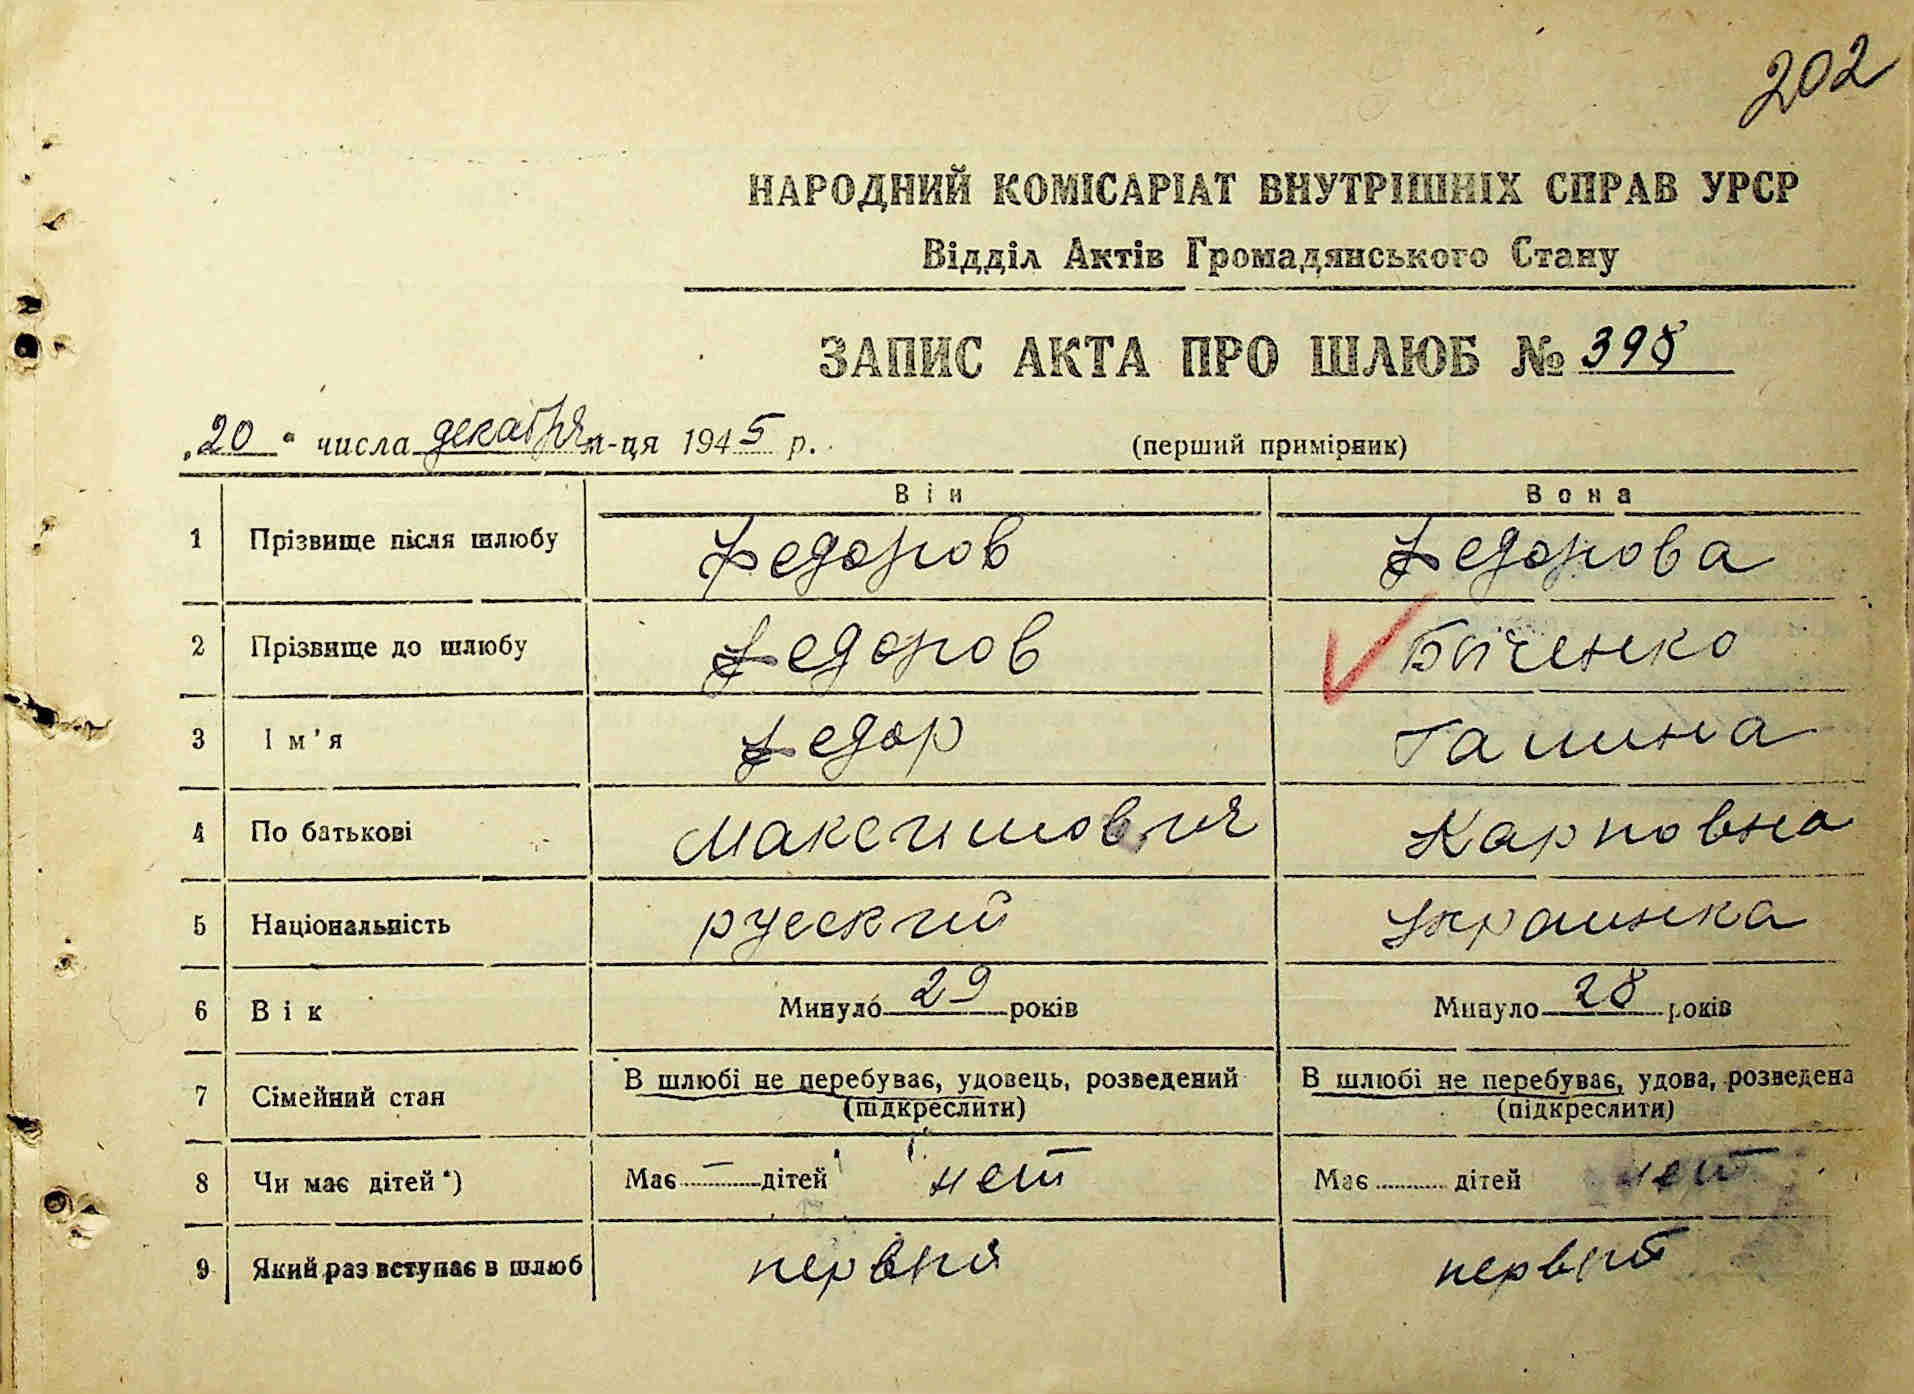 202
НАРОДНИЙ КОМІСАРІАТ ВНУТРІШНІХ СПРАВ УРСР
Відділ Актів Громадянського Стану
ЗАПИС АКТА ПРО ШЛЮБ № 398
„20“ числа декабря м-ця 1945 р. (перший примірник)
Він Вона
1 Прізвище після шлюбу Федоров Федорова
2 Прізвище до шлюбу Федоров Быченко
3 Ім'я Федор Галина
4 По батькові Максимович Карповна
5 Національність русский украинка
6 Вік Минуло 29 років Минуло 28 років
7 Сімейний стан В шлюбі не перебуває, удовець, розведений (підкреслити) В шлюбі не перебуває, удова, розведена (підкреслити)
8 Чи має дітей *) Має — дітей нет Має ........ дітей нет
9 Який раз вступає в шлюб первый первый